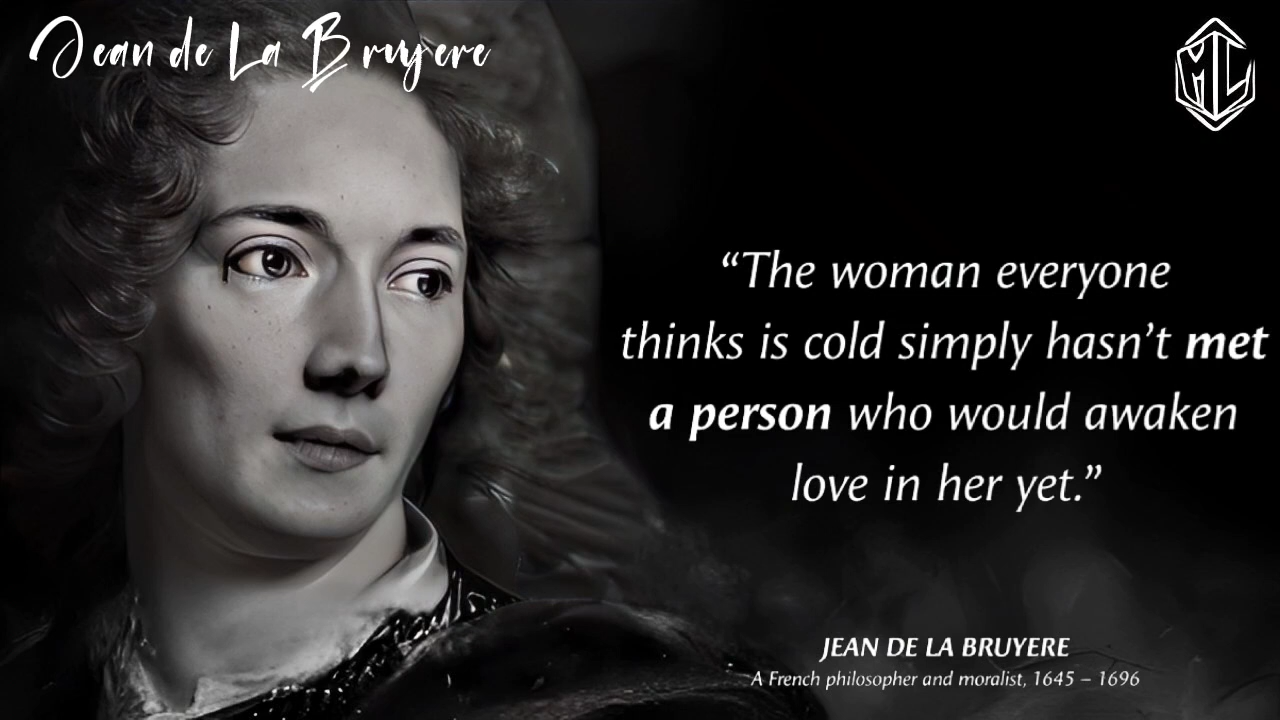 Jean de La Bruyere
ML
“The woman everyone
thinks is cold simply hasn’t met
a person who would awaken
love in her yet.”
JEAN DE LA BRUYERE
A French philosopher and moralist, 1645 – 1696